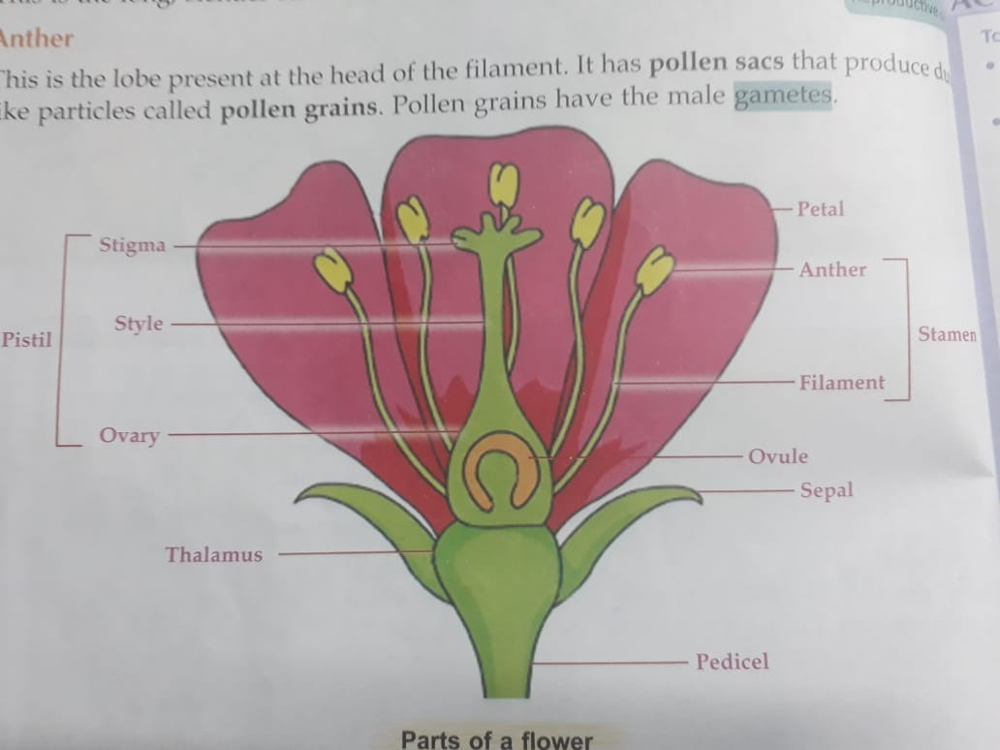 Anther
This is the lobe present at the head of the filament. It has pollen sacs that produce
like particles called pollen grains. Pollen grains have the male gametes.
Petal
Stigma
Anther
Style
Stamen
Pistil
Filament
Ovary
Ovule
Sepal
Thalamus
Pedicel
Parts of a flower